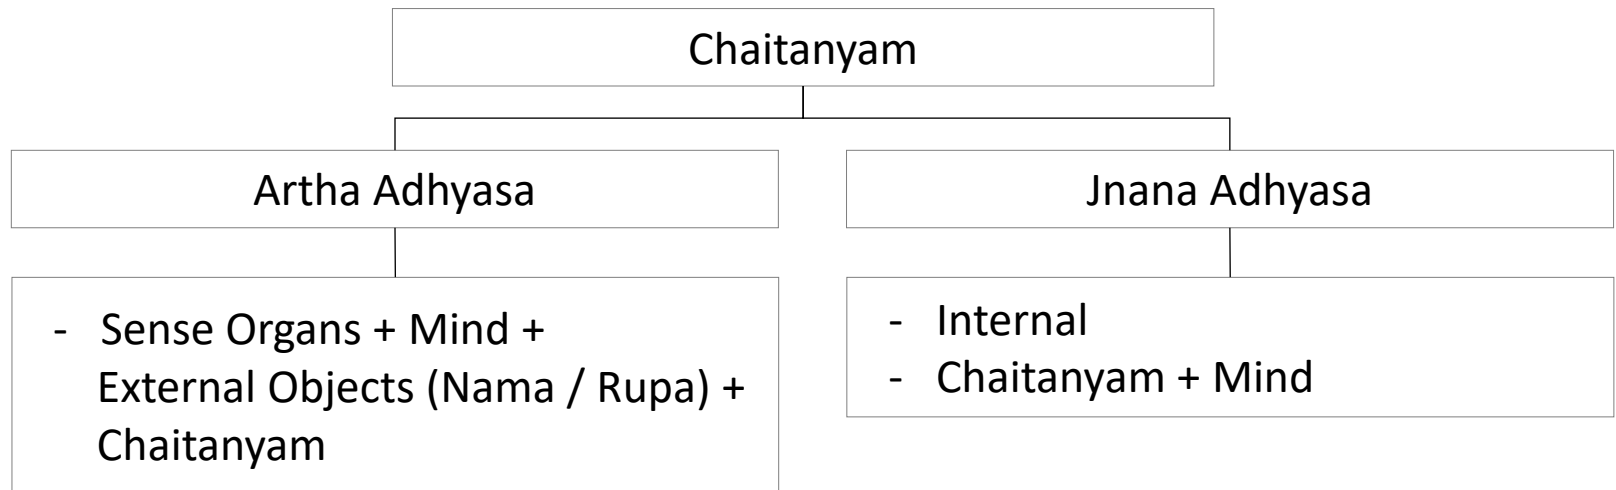 Chaitanyam
Artha Adhyasa
Jnana Adhyasa
- Sense Organs + Mind +
External Objects (Nama / Rupa) +
Chaitanyam
- Internal
- Chaitanyam + Mind